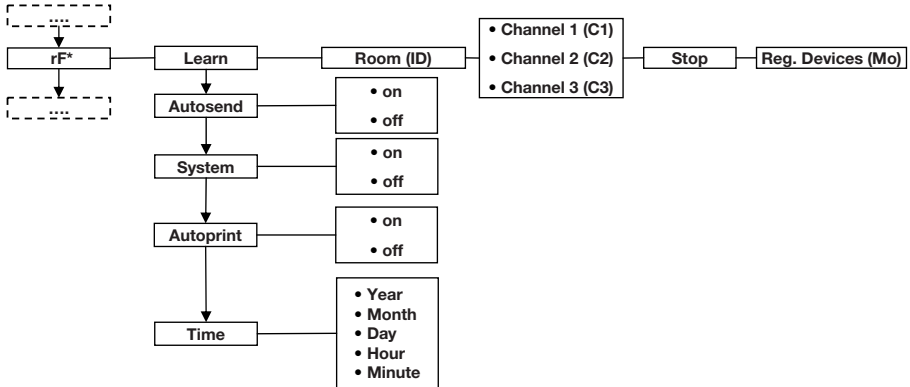 ....
rF*
....
Learn
Room (ID)
• Channel 1 (C1)
• Channel 2 (C2)
• Channel 3 (C3)
Stop
Reg. Devices (Mo)
Autosend
• on
• off
System
• on
• off
Autoprint
• on
• off
Time
• Year
• Month
• Day
• Hour
• Minute